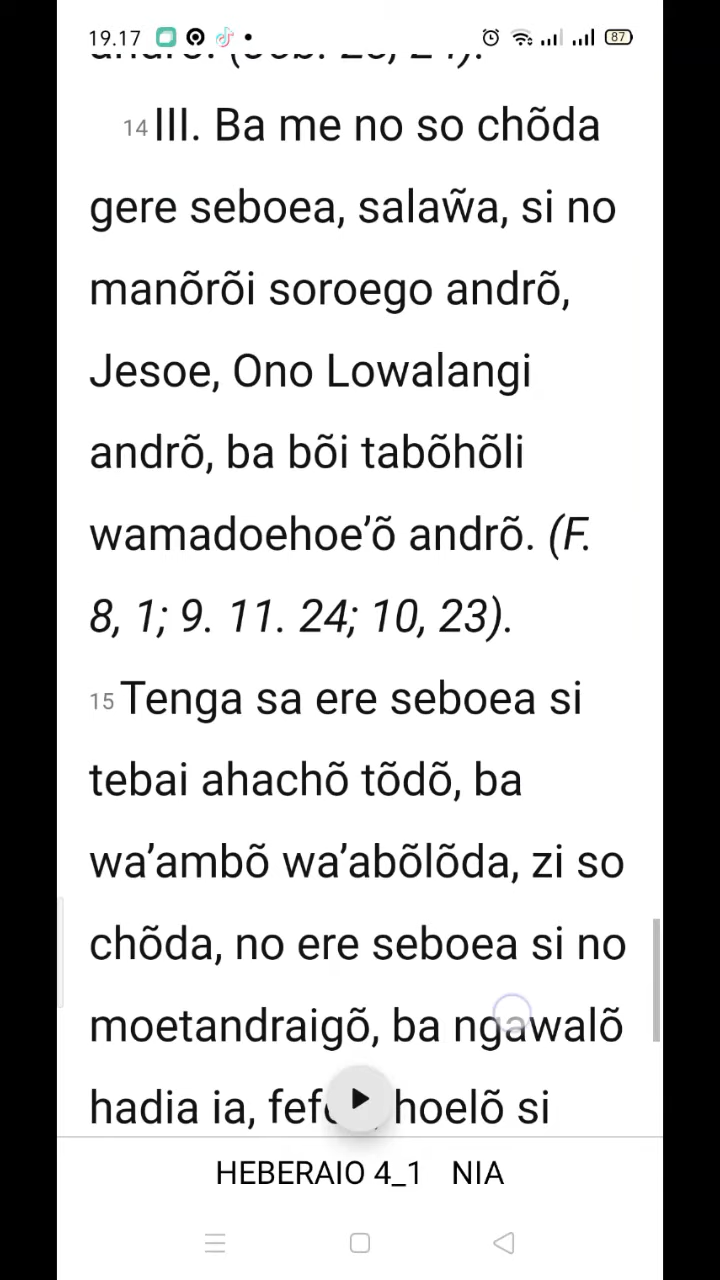 19.17
87
14 III. Ba me no so chõda
gere seboea, salaw̃a, si no
manõrõi soroego andrõ,
Jesoe, Ono Lowalangi
andrõ, ba bõi tabõhõli
wamadoehoe’õ andrõ. (F.
8, 1; 9. 11. 24; 10, 23).
15 Tenga sa ere seboea si
tebai ahachõ tõdõ, ba
wa’ambõ wa’abõlõda, zi so
chõda, no ere seboea si no
moetandraigõ, ba ngawalõ
hadia ia, hoelõ si
HEBERAIO 4_1 NIA